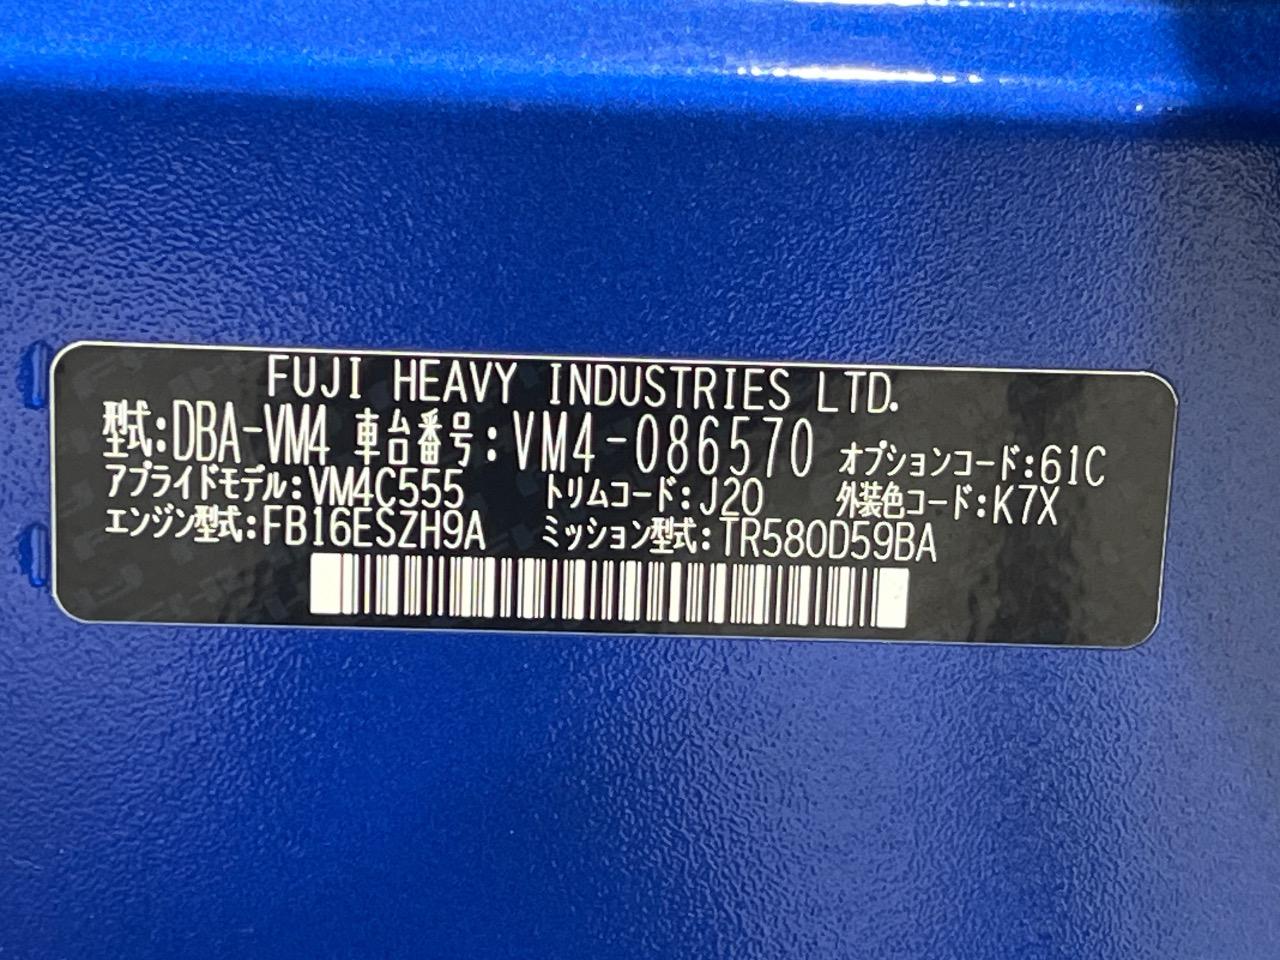 FUJI HEAVY INDUSTRIES LTD.
型式:DBA-VM4 車台番号:VM4-086570 オプションコード:61C
アプライドモデル:VM4C555 トリムコード:J20 外装色コード:K7X
エンジン型式:FB16ESZH9A ミッション型式:TR580D59BA